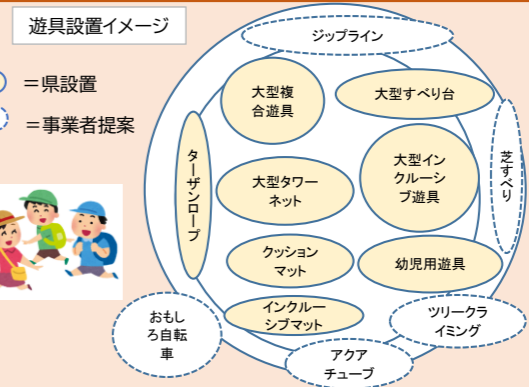 遊具設置イメージ
＝県設置
＝事業者提案
ジップライン
大型複
合遊具
大型すべり台
ターザンロープ
大型タワー
ネット
大型イン
クルーシ
ブ遊具
芝すべり
クッション
マット
幼児用遊具
インクルー
シブマット
ツリークラ
イミング
おもし
ろ自転
車
アクア
チューブ